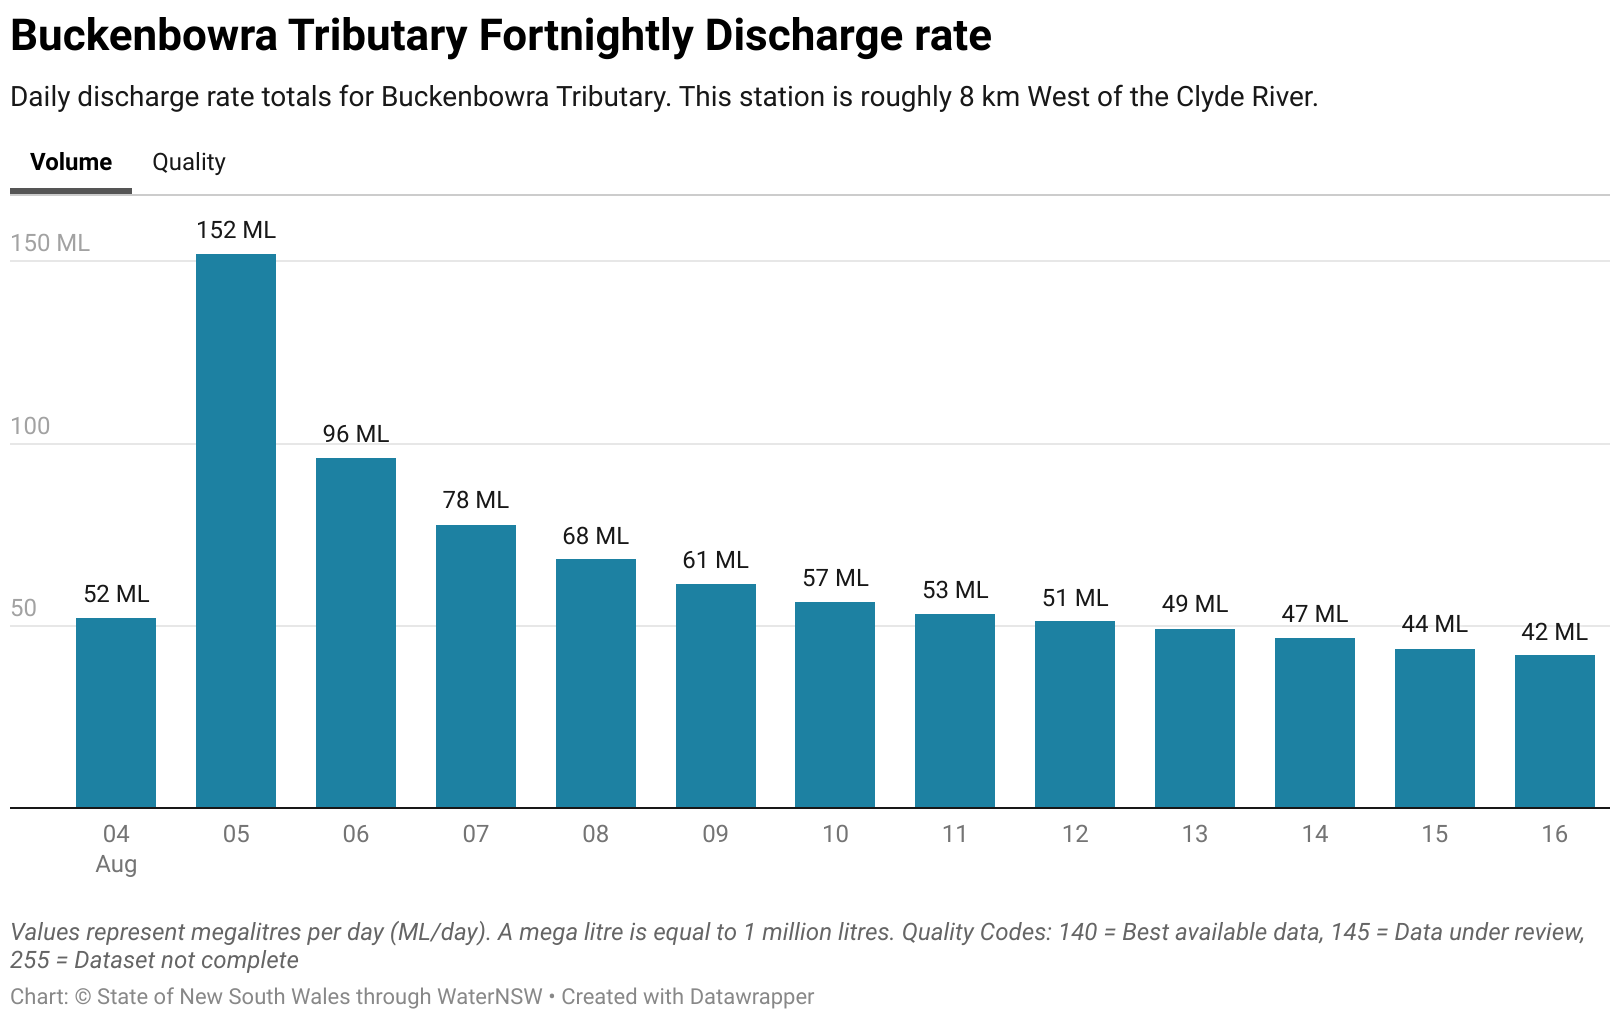 Buckenbowra Tributary Fortnightly Discharge rate
Daily discharge rate totals for Buckenbowra Tributary. This station is roughly 8 km West of the Clyde River.
Volume Quality
150 ML
100
50
52 ML
152 ML
96 ML
78 ML
68 ML
61 ML
57 ML
53 ML
51 ML
49 ML
47 ML
44 ML
42 ML
04 05 06 07 08 09 10 11 12 13 14 15 16
Aug
Values represent megalitres per day (ML/day). A mega litre is equal to 1 million litres. Quality Codes: 140 = Best available data, 145 = Data under review,
255 = Dataset not complete
Chart: © State of New South Wales through WaterNSW • Created with Datawrapper